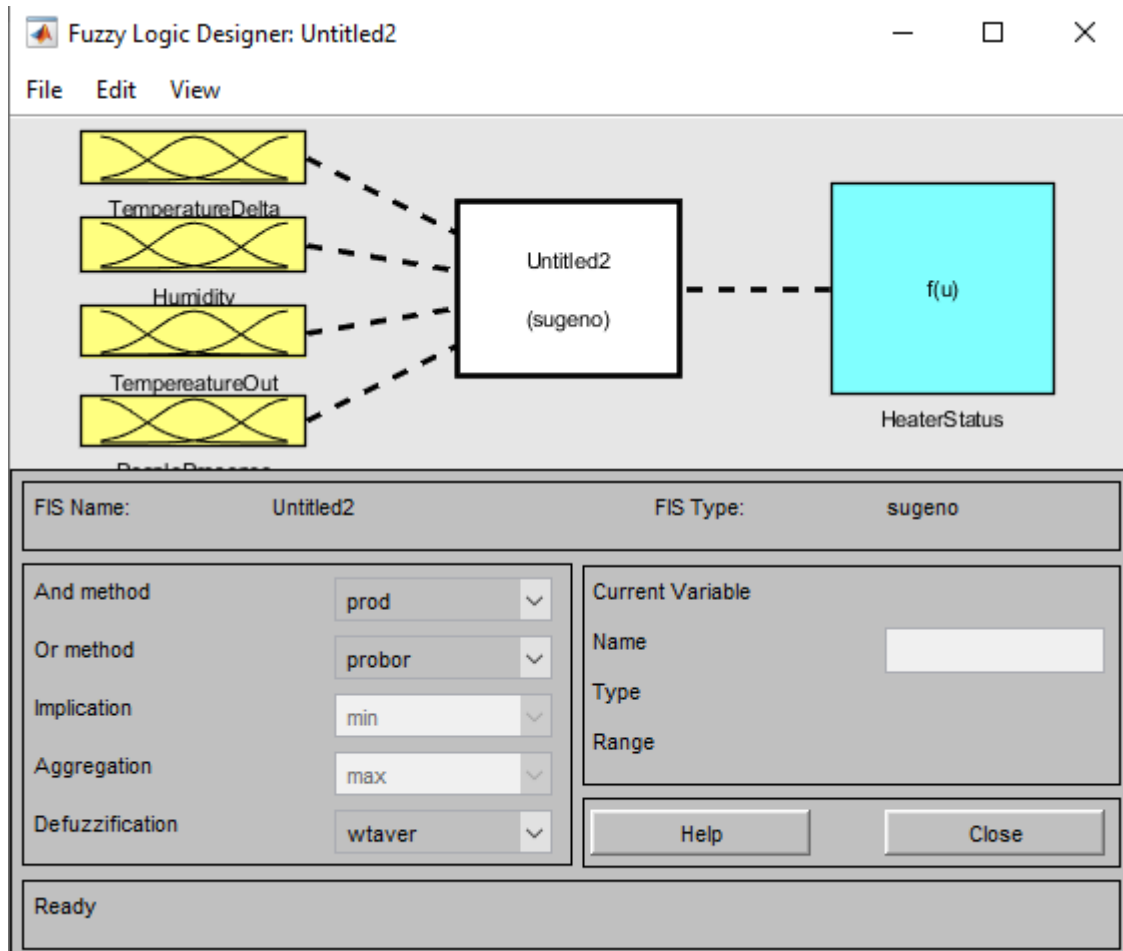 Fuzzy Logic Designer: Untitled2
File Edit View
TemperatureDelta
Humidity
TempereatureOut
Untitled2
(sugeno)
f(u)
HeaterStatus
FIS Name: Untitled2 FIS Type: sugeno
And method prod
Or method probor
Implication min
Aggregation max
Defuzzification wtaver
Current Variable
Name
Type
Range
Help Close
Ready